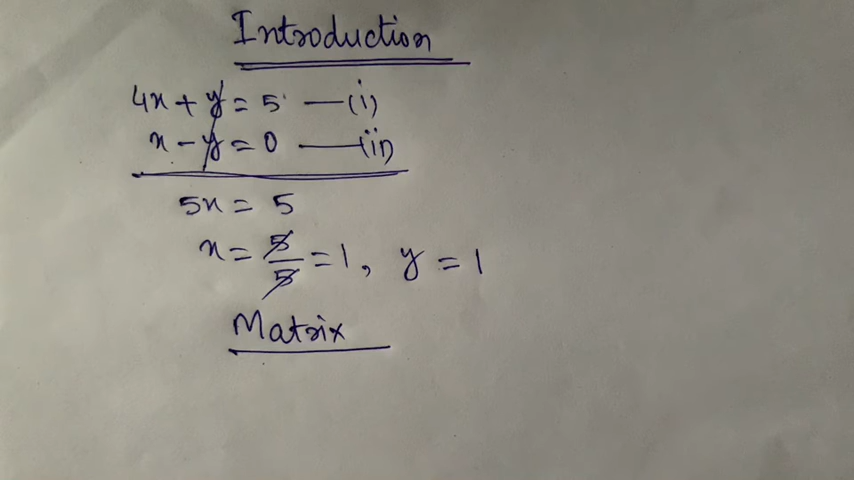 Introduction
4x + y = 5 —(i)
x - y = 0 ——(ii)
5x = 5
x = 5/5 = 1, y = 1
Matrix